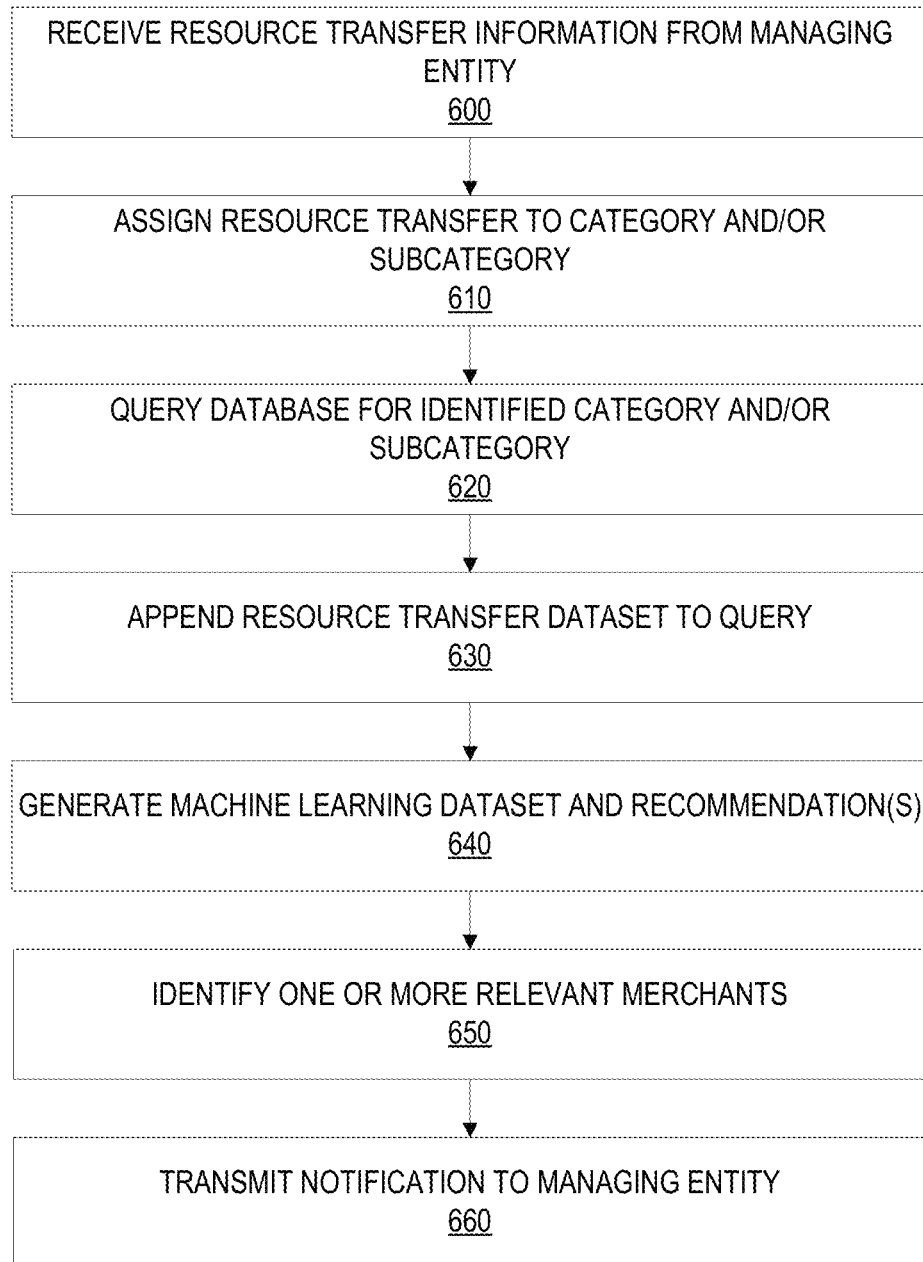 RECEIVE RESOURCE TRANSFER INFORMATION FROM MANAGING
ENTITY
600
ASSIGN RESOURCE TRANSFER TO CATEGORY AND/OR
SUBCATEGORY
610
QUERY DATABASE FOR IDENTIFIED CATEGORY AND/OR
SUBCATEGORY
620
APPEND RESOURCE TRANSFER DATASET TO QUERY
630
GENERATE MACHINE LEARNING DATASET AND RECOMMENDATION(S)
640
IDENTIFY ONE OR MORE RELEVANT MERCHANTS
650
TRANSMIT NOTIFICATION TO MANAGING ENTITY
660